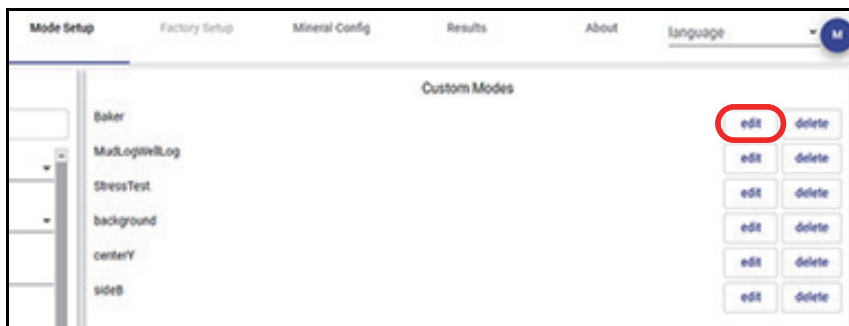 Mode Setup Factory Setup Mineral Config Results About language M
Custom Modes
Baker edit delete
MudLogWellLog edit delete
StressTest edit delete
background edit delete
centerY edit delete
sideB edit delete